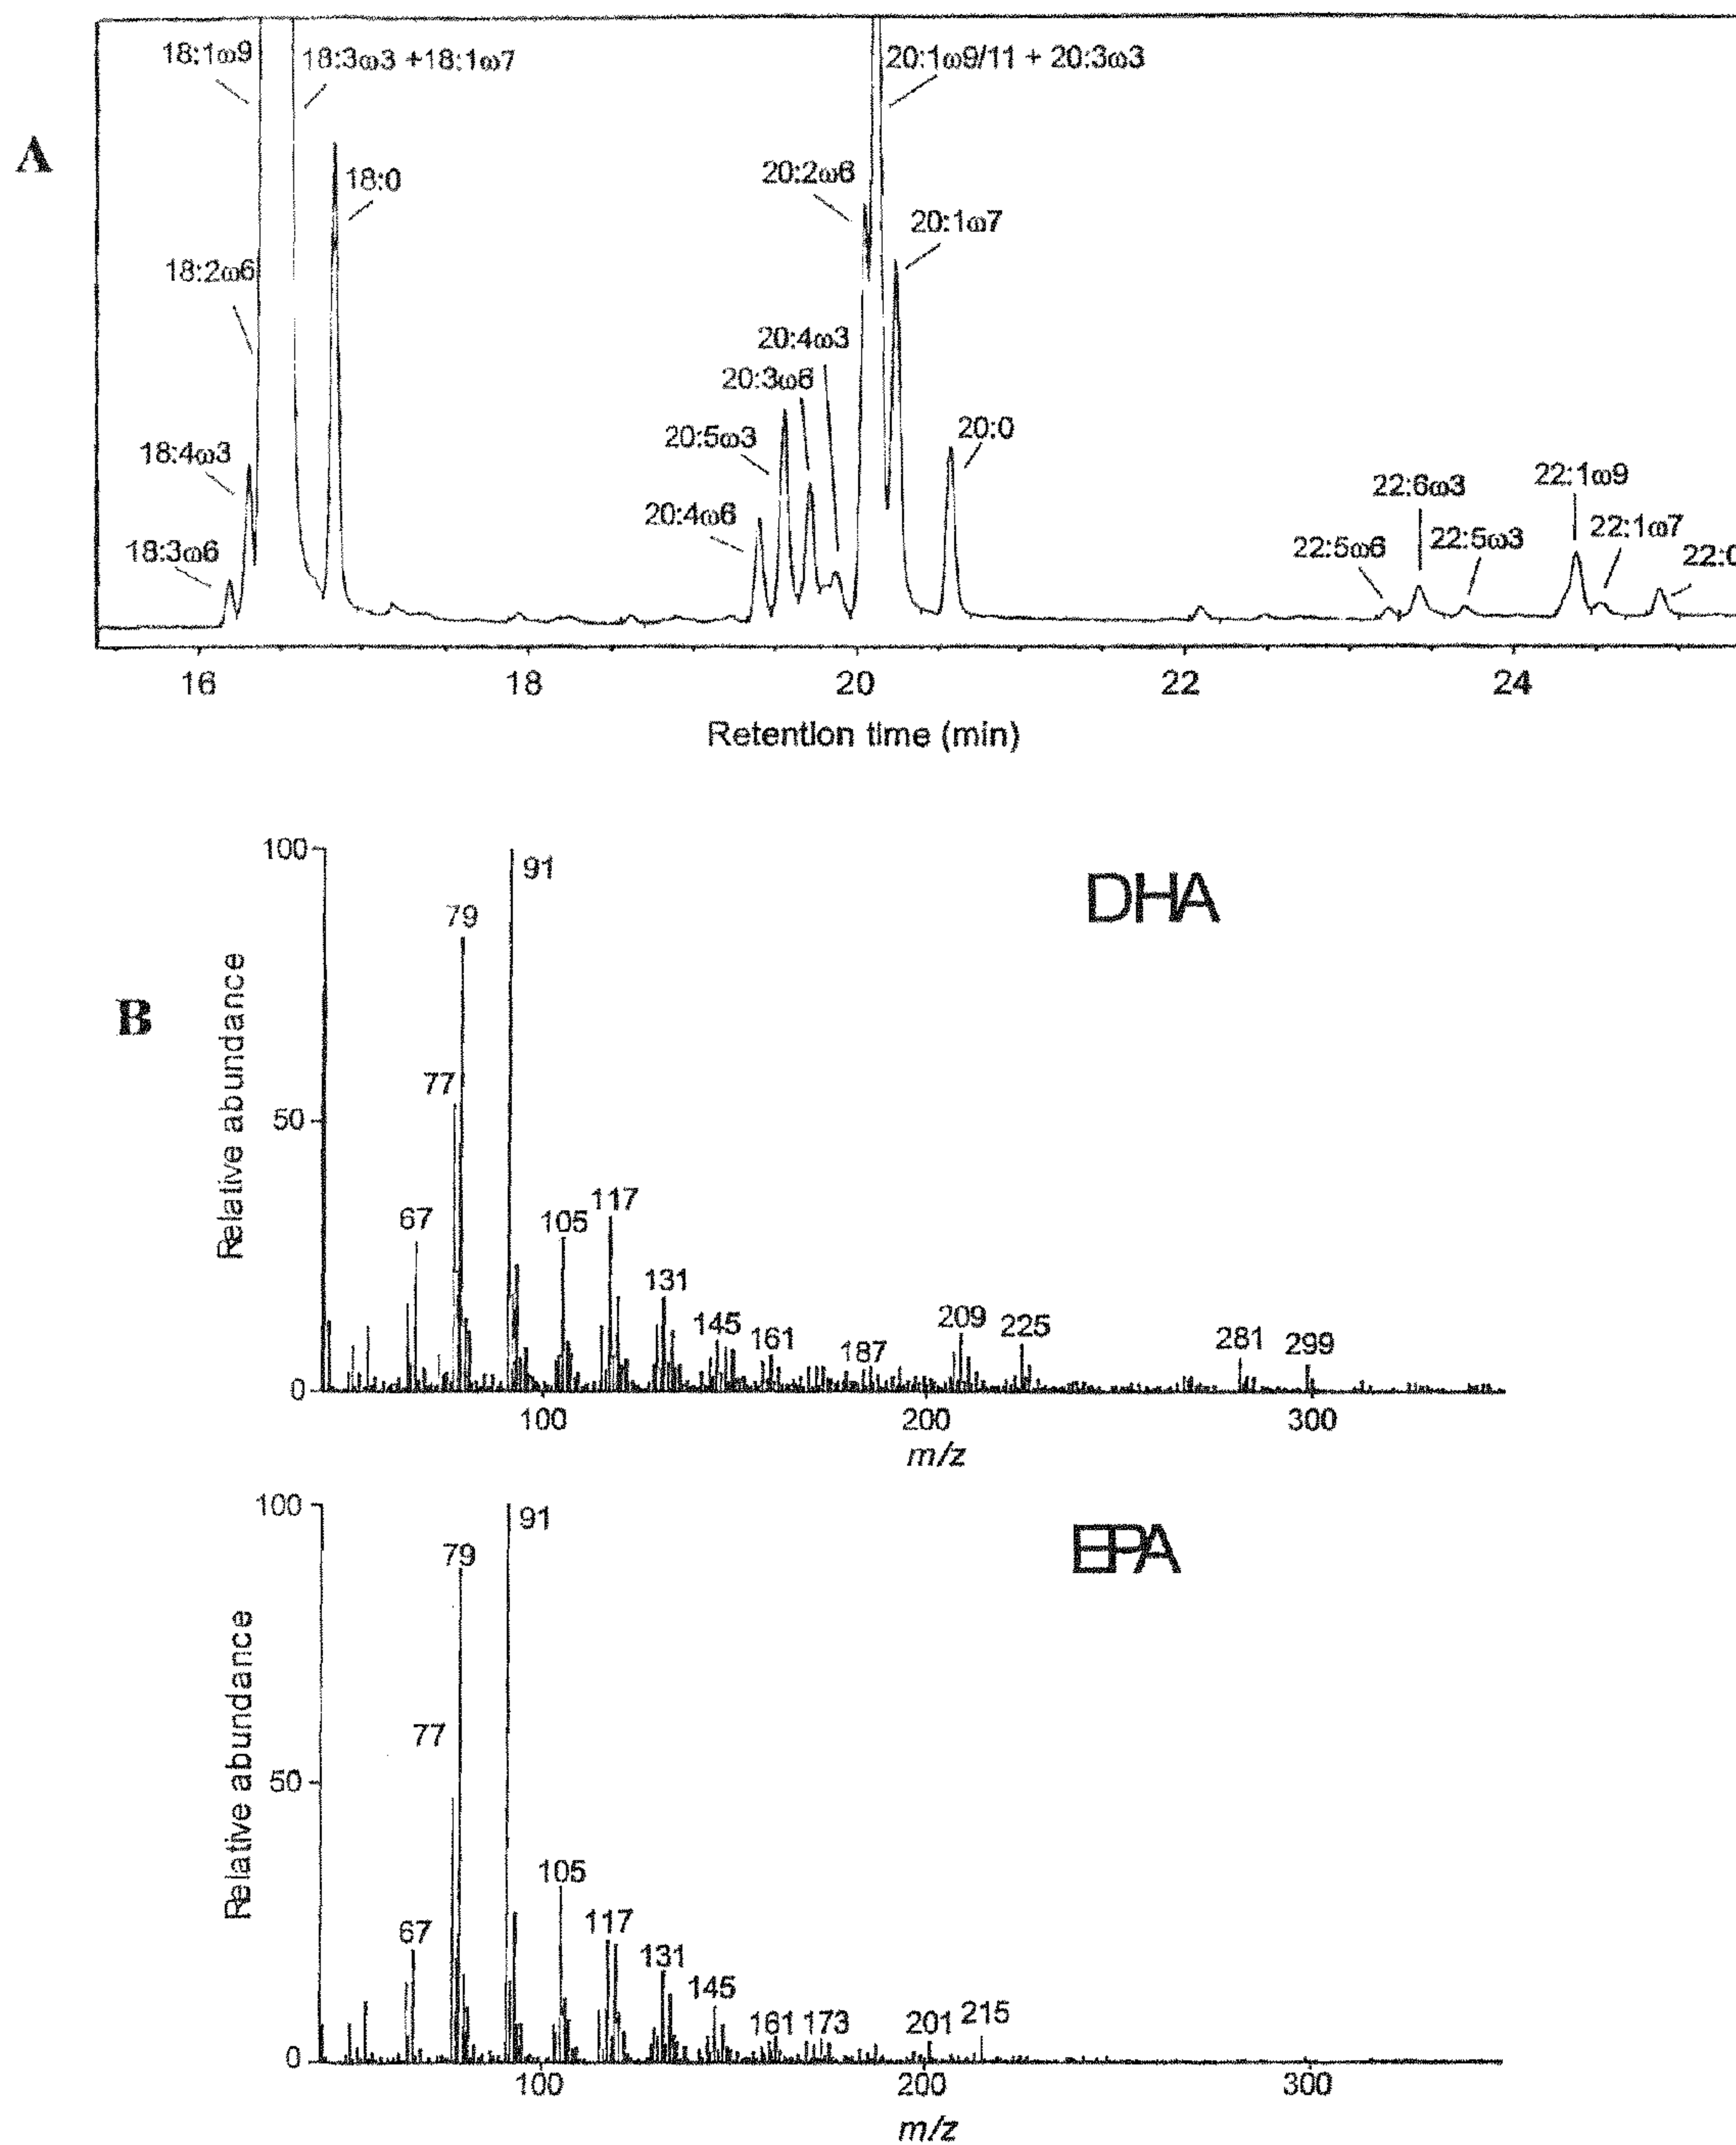 A
18:1ω9
18:3ω3 +18:1ω7
20:1ω9/11 + 20:3ω3
18:0
20:2ω6
20:1ω7
18:2ω6
20:4ω3
20:3ω6
20:5ω3
20:0
18:4ω3
20:4ω6
22:6ω3
22:1ω9
18:3ω6
22:5ω6
22:5ω3
22:1ω7
22:0
16 18 20 22 24
Retention time (min)
B
DHA
Relative abundance
100
50
0
67
77
79
91
105
117
131
145
161
187
209
225
281
299
100 200 300
m/z
EPA
Relative abundance
100
50
0
67
77
79
91
105
117
131
145
161
173
201
215
100 200 300
m/z